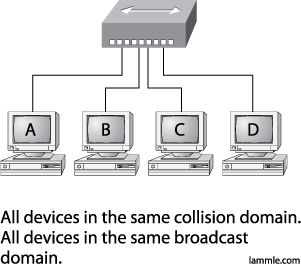 A
B
C
D
All devices in the same collision domain.
All devices in the same broadcast
domain.
lammle.com